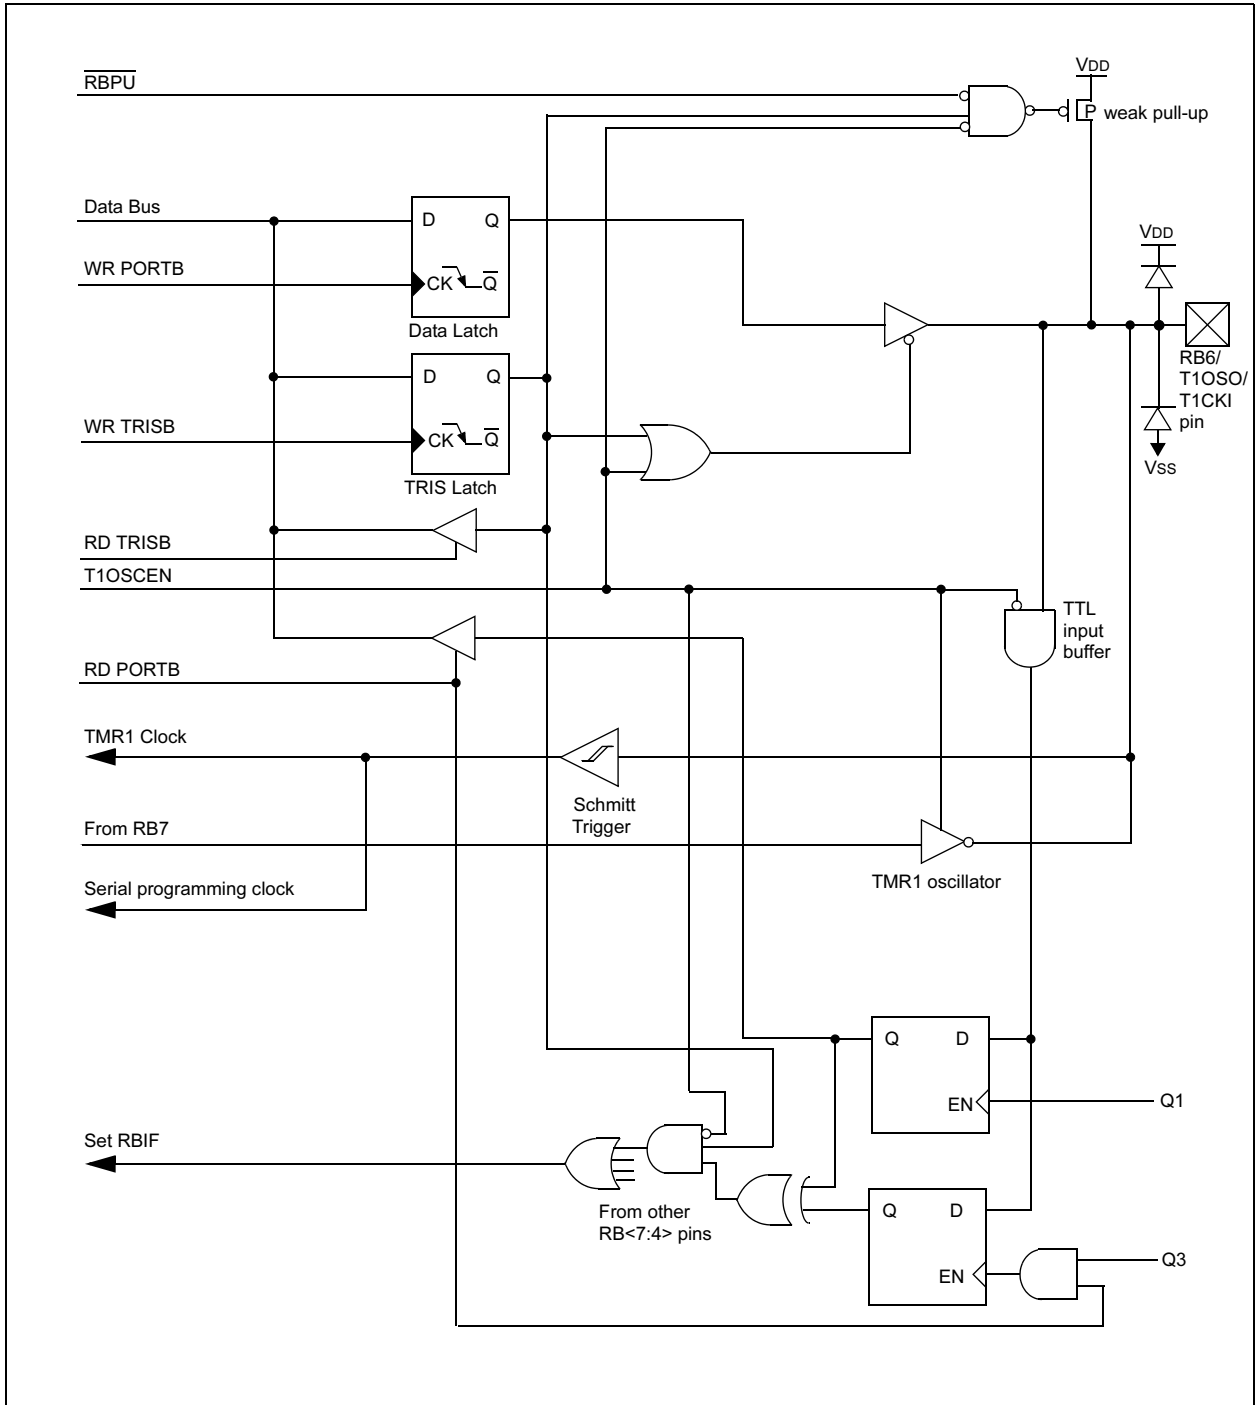 RBPU
VDD
P weak pull-up
Data Bus
D Q
WR PORTB
CK Q
Data Latch
VDD
RB6/
T1OSO/
T1CKI
pin
VSS
D Q
WR TRISB
CK Q
TRIS Latch
RD TRISB
T1OSCEN
TTL
input
buffer
RD PORTB
TMR1 Clock
Schmitt
Trigger
From RB7
TMR1 oscillator
Serial programming clock
Q D
EN
Q1
Set RBIF
From other
RB<7:4> pins
Q D
EN
Q3